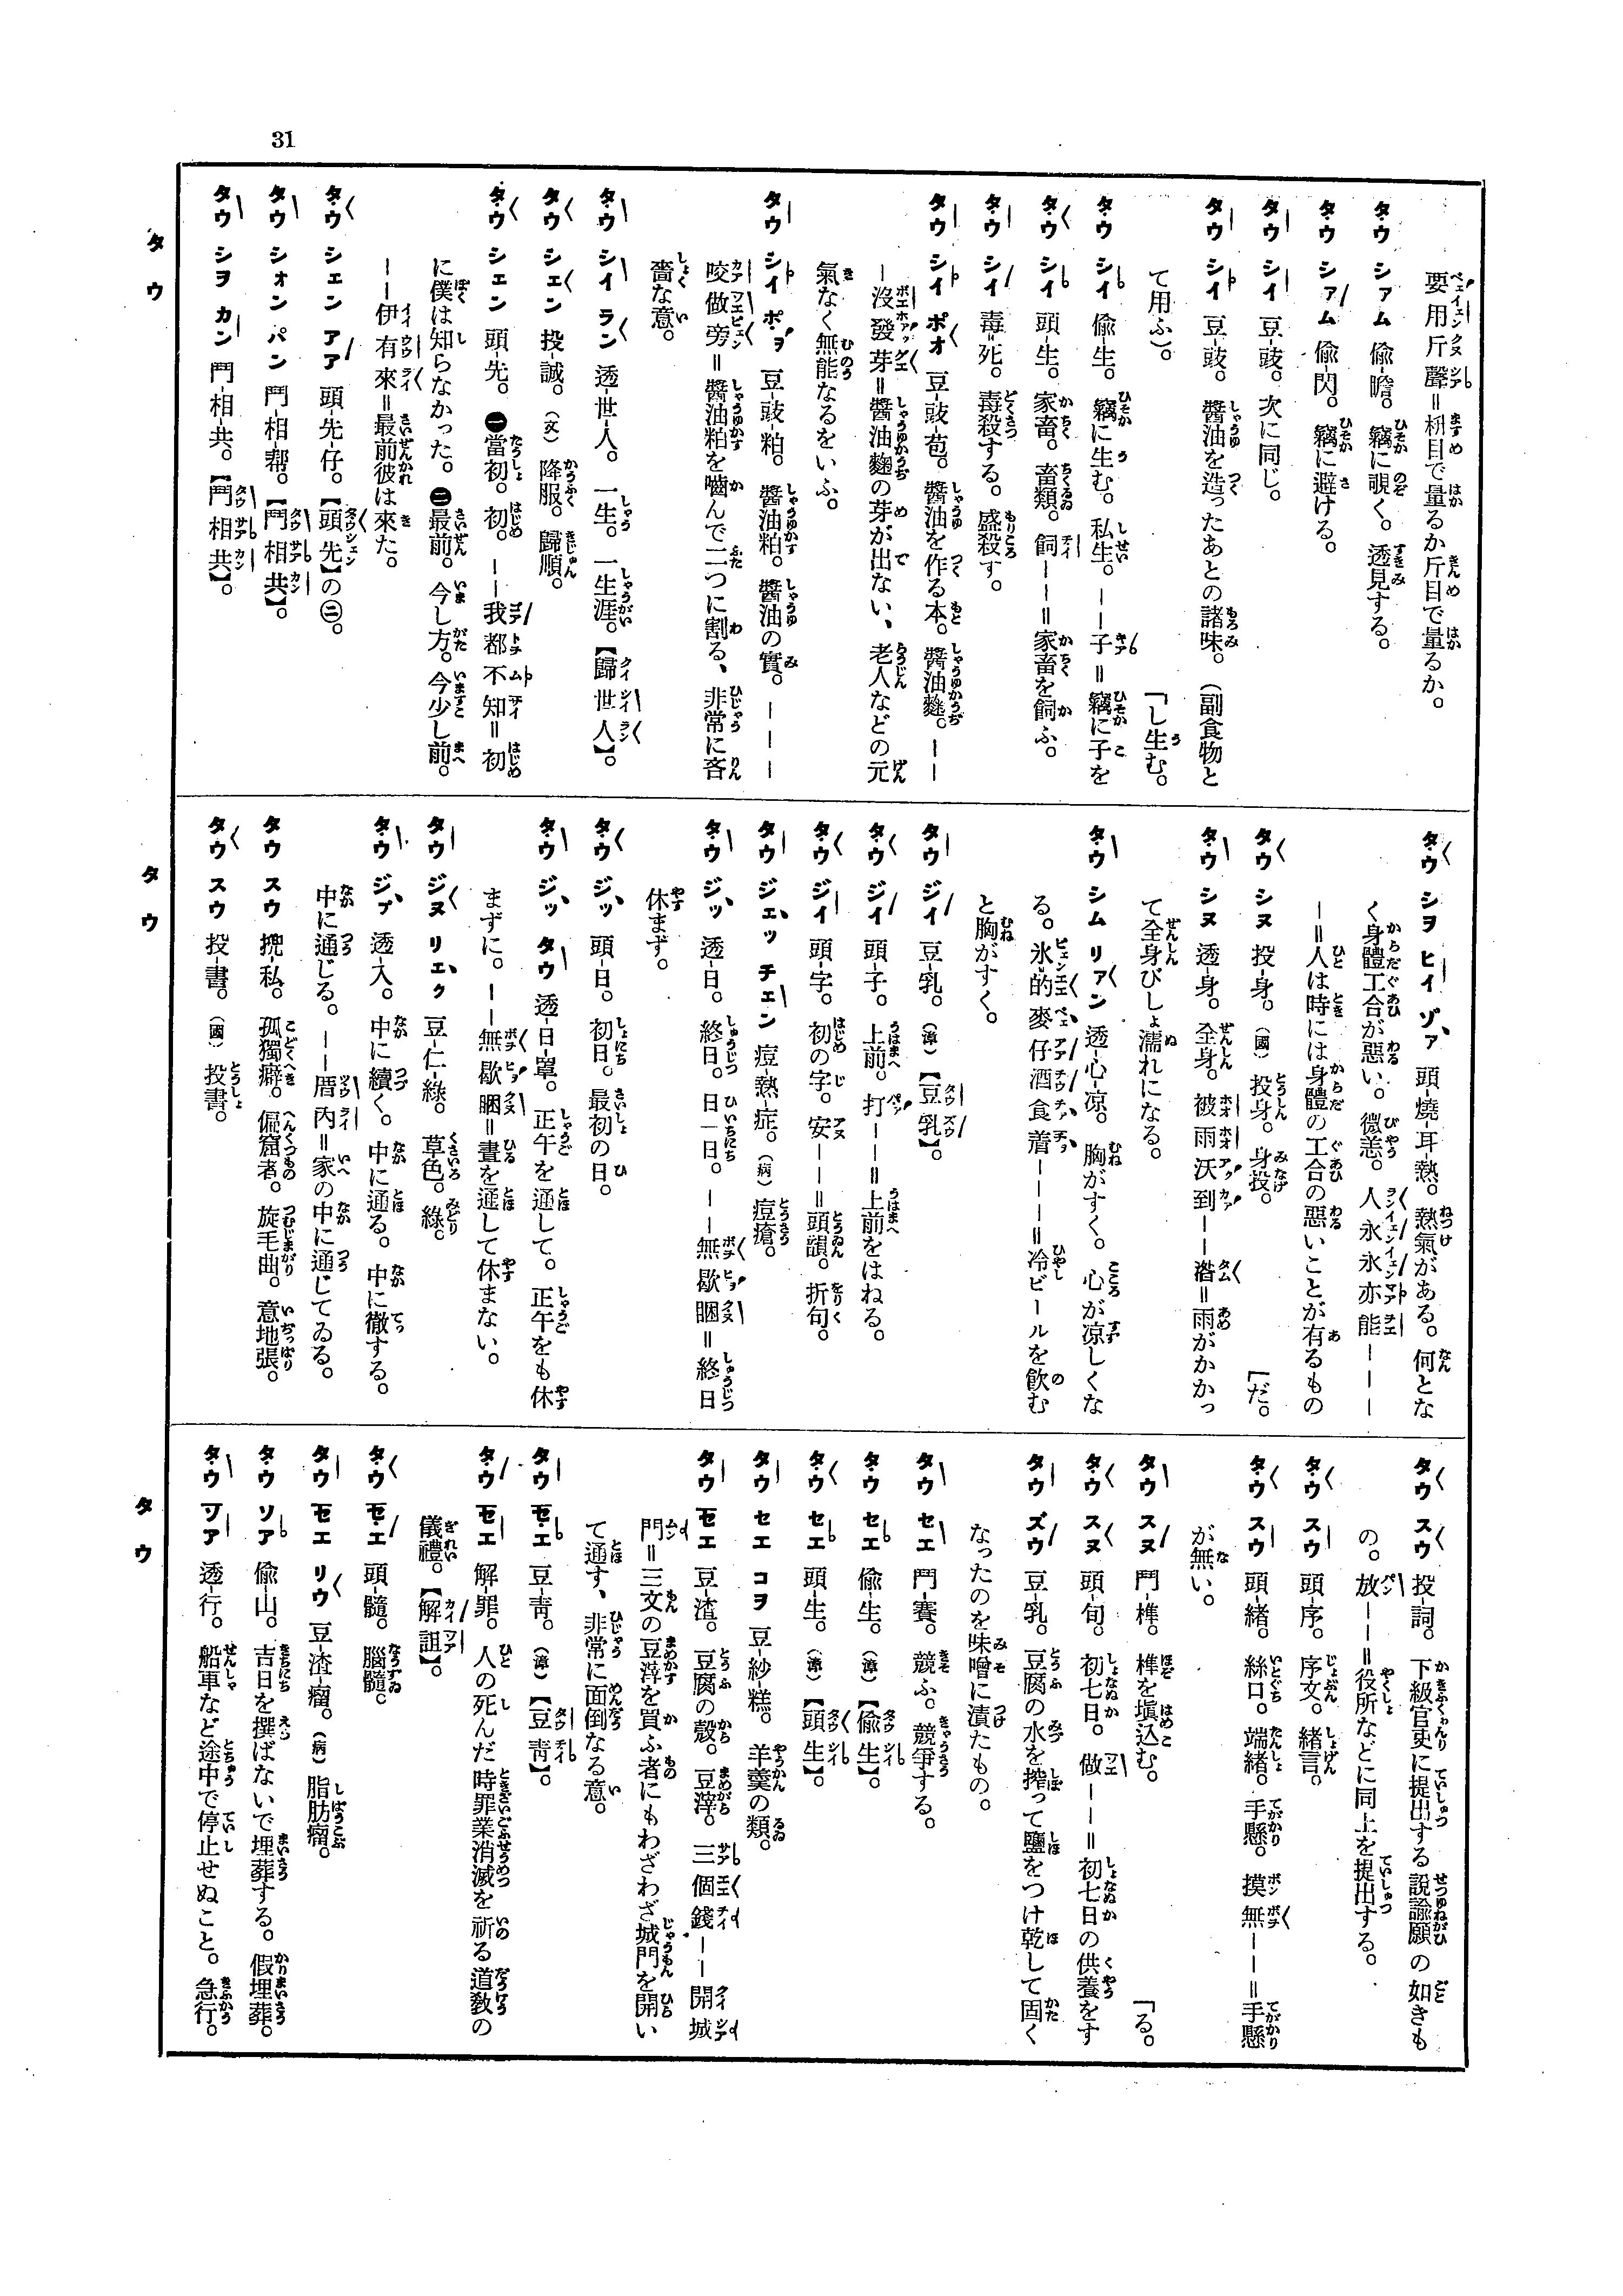 31
要用斤聲＝枡目で量るか斤目で量るか。
タウ シァム 偸-瞻。竊に覗く。透見する。
タウ シァム 偸-閃。竊に避ける。
タウ シイ 豆-豉。次に同じ。
タウ シイ 豆-豉。醬油を造ったあとの諸味。（副食物と
て用ふ）。 「し生む。
タウ シイ 偸-生。竊に生む。私生。－－子＝竊に子を
タウ シイ 頭-生。家畜。畜類。飼－－＝家畜を飼ふ。
タウ シイ 毒-死。毒殺する。盛殺す。
タウ シイ ポオ 豆-豉-苞。醬油を作る本。醬油麴。－－
－沒發芽＝醬油麴の芽が出ない、老人などの元
氣なく無能なるをいふ。
タウ シイ ポヲ 豆-豉-粕。醬油粕。醬油の實。－－－
咬做旁＝醬油粕を嚙んで二つに割る、非常に吝
嗇な意。
タウ シイ ラン 透-世-人。一生。一生涯。【歸世人】。
タウ シェン 投-誠。（文）降服。歸順。
タウ シェン 頭-先。㊀當初。初。－－我都不知＝初
に僕は知らなかった。㊁最前。今し方。今少し前。
－－伊有來＝最前彼は來た。
タウ シェン アア 頭-先-仔。【頭先】の㊁。
タウ シォン パン 鬥-相-帮。【鬥相共】。
タウ シヲ カン 鬥-相-共。【鬥相共】。
タウ
タウ シヲ ヒイ ゾァ 頭-燒-耳-熱。熱氣がある。何とな
く身體工合が惡い。微恙。人永永亦能－－－
－＝人は時には身體の工合の惡いことが有るもの
タウ シヌ 投-身。（國）投身。身投。 「だ。
タウ シヌ 透-身。全身。被雨沃到－－澘＝雨がかかっ
て全身びしょ濡れになる。
タウ シム リァン 透-心-凉。胸がすく。心が凉しくな
る。氷的麥仔酒食着－－－＝冷ビールを飲む
と胸がすく。
タウ ジイ 豆-乳。（漳）【豆乳】。
タウ ジイ 頭-子。上前。打－－＝上前をはねる。
タウ ジイ 頭-字。初の字。安－－＝頭韻。折句。
タウ ジェッ チェン 痘-熱-症。（病）痘瘡。
タウ ジッ 透-日。終日。日一日。－－無歇睏＝終日
休まず。
タウ ジッ 頭-日。初日。最初の日。
タウ ジッ タウ 透-日-罩。正午を通して。正午をも休
まずに。－－無歇睏＝晝を通して休まない。
タウ ジヌ リェク 豆-仁-綠。草色。綠。
タウ ジプ 透-入。中に續く。中に通る。中に徹する。
中に通じる。－－厝內＝家の中に通じてゐる。
タウ スウ 孤獨癖。偏窟者。旋毛曲。意地張。
タウ スウ 投-書。（國）投書。
タウ
タウ スウ 投-詞。下級官吏に提出する說諭願の如きも
の。放－－＝役所などに同上を提出する。
タウ スウ 頭-序。序文。緖言。
タウ スウ 頭-緖。絲口。端緖。手懸。摸無－－＝手懸
が無い。
タウ スヌ 鬥-榫。榫を塡込む。 「る。
タウ スヌ 頭-旬。初七日。做－－＝初七日の供養をす
タウ ズウ 豆-乳。豆腐の水を搾って鹽をつけ乾して固く
なったのを味噌に漬たもの。
タウ セエ 鬥-賽。競ふ。競爭する。
タウ セエ 偸-生。（漳）【偸生】。
タウ セエ 頭-生。（漳）【頭生】。
タウ セエ コヲ 豆-紗-糕。羊羹の類。
タウ セエ 豆-渣。豆腐の殼。豆滓。三個錢－－開城
門＝三文の豆滓を買ふ者にもわざわざ城門を開い
て通す、非常に面倒なる意。
タウ セエ 豆-靑。（漳）【豆靑】。
タウ セエ 解-罪。人の死んだ時罪業消滅を祈る道敎の
儀禮。【解詛】。
タウ セエ 頭-髓。腦髓。
タウ セエ リウ 豆-渣-瘤。（病）脂肪瘤。
タウ ソア 偸-山。吉日を撰ばないで埋葬する。假埋葬。
タウ ソア 透-行。船車など途中で停止せぬこと。急行。
タウ